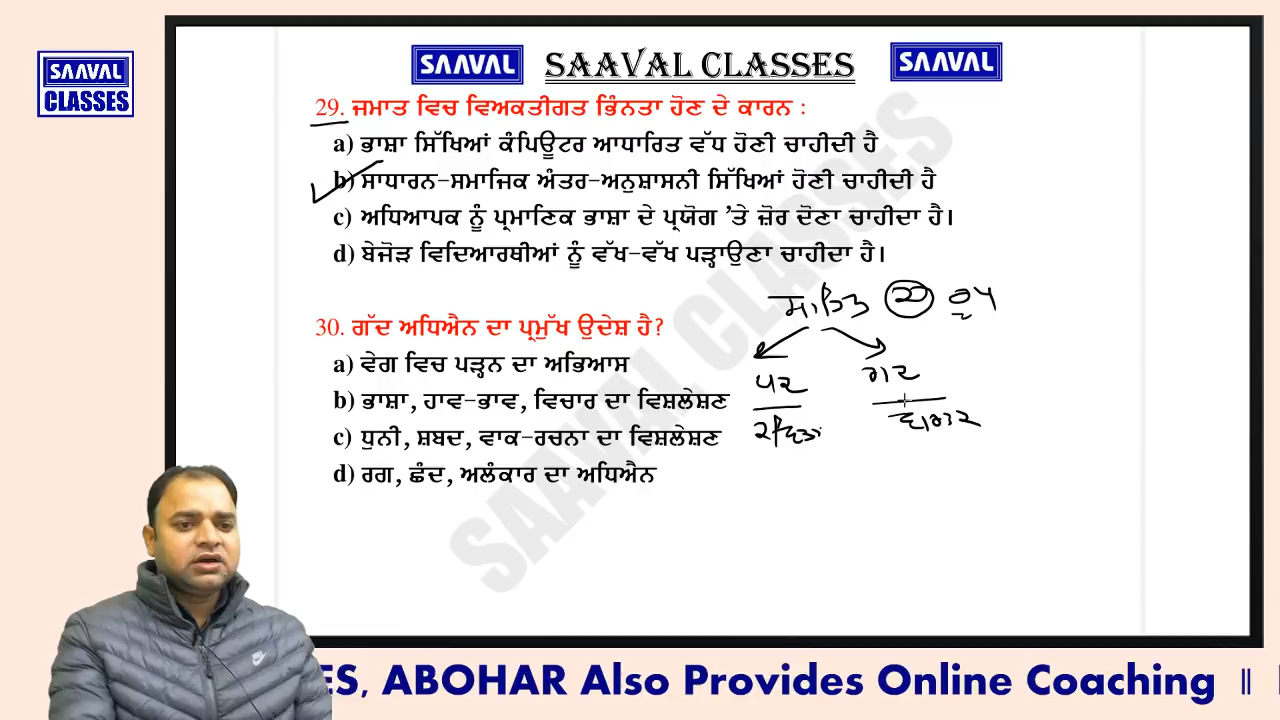 SAAVAL CLASSES
SAAVAL SAAVAL CLASSES SAAVAL
29. ਜਮਾਤ ਵਿਚ ਵਿਅਕਤੀਗਤ ਭਿੰਨਤਾ ਹੋਣ ਦੇ ਕਾਰਨ :
a) ਭਾਸ਼ਾ ਸਿੱਖਿਆਂ ਕੰਪਿਊਟਰ ਆਧਾਰਿਤ ਵੱਧ ਹੋਣੀ ਚਾਹੀਦੀ ਹੈ
b) ਸਾਧਾਰਨ-ਸਮਾਜਿਕ ਅੰਤਰ-ਅਨੁਸ਼ਾਸਨੀ ਸਿੱਖਿਆਂ ਹੋਣੀ ਚਾਹੀਦੀ ਹੈ
c) ਅਧਿਆਪਕ ਨੂੰ ਪ੍ਰਮਾਣਿਕ ਭਾਸ਼ਾ ਦੇ ਪ੍ਰਯੋਗ 'ਤੇ ਜ਼ੋਰ ਦੋਣਾ ਚਾਹੀਦਾ ਹੈ।
d) ਬੇਜੋੜ ਵਿਦਿਆਰਥੀਆਂ ਨੂੰ ਵੱਖ-ਵੱਖ ਪੜ੍ਹਾਉਣਾ ਚਾਹੀਦਾ ਹੈ।
ਸਾਹਿਤ ਦੋ ਰੂਪ
30. ਗੱਦ ਅਧਿਐਨ ਦਾ ਪ੍ਰਮੁੱਖ ਉਦੇਸ਼ ਹੈ?
a) ਵੇਗ ਵਿਚ ਪੜ੍ਹਨ ਦਾ ਅਭਿਆਸ
ਪਦ ਗਦ
b) ਭਾਸ਼ਾ, ਹਾਵ-ਭਾਵ, ਵਿਚਾਰ ਦਾ ਵਿਸ਼ਲੇਸ਼ਣ
c) ਧੁਨੀ, ਸ਼ਬਦ, ਵਾਕ-ਰਚਨਾ ਦਾ ਵਿਸ਼ਲੇਸ਼ਣ
d) ਰਗ, ਛੰਦ, ਅਲੰਕਾਰ ਦਾ ਅਧਿਐਨ
SAAVAL CLASSES
ES, ABOHAR Also Provides Online Coaching ||